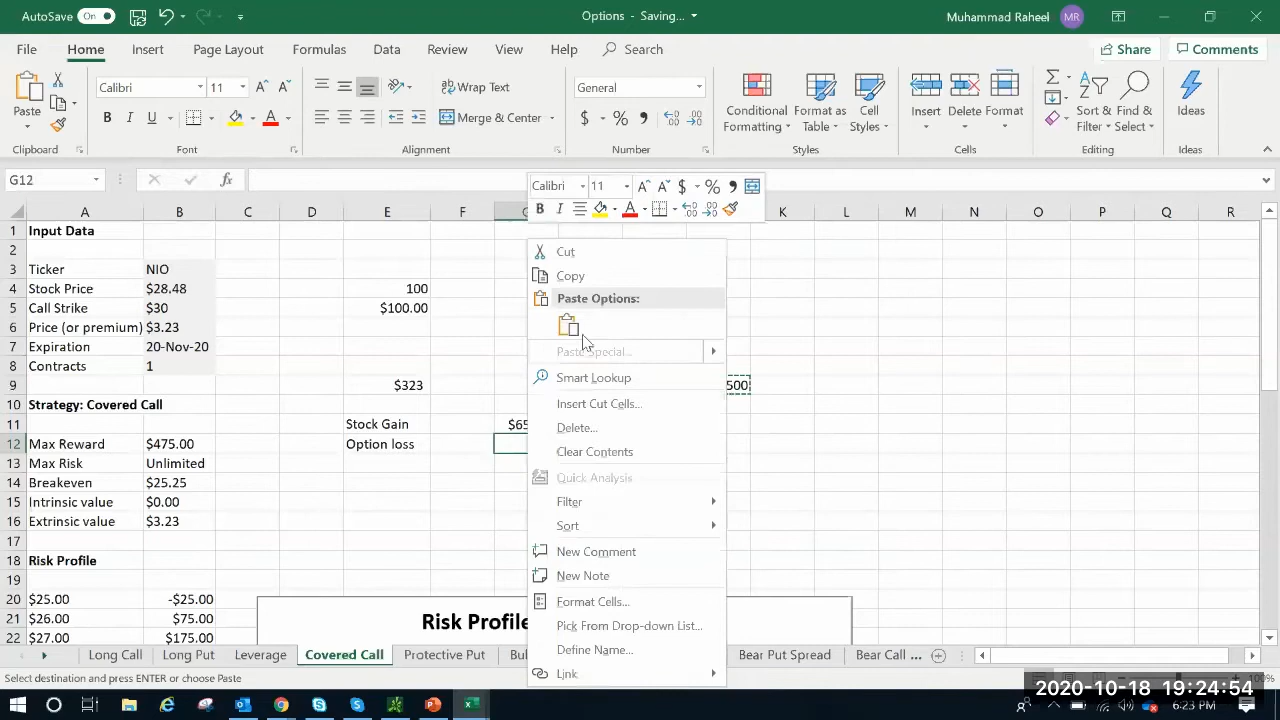 AutoSave On Options - Saving... Muhammad Raheel MR
File Home Insert Page Layout Formulas Data Review View Help Search Share Comments
Paste Calibri 11 Wrap Text General Conditional Formatting Format as Table Cell Styles Insert Delete Format Sort & Filter Find & Select Ideas
B I U Merge & Center $ % ,
Clipboard Font Alignment Number Styles Cells Editing Ideas
G12 fx
Calibri 11 $ % ,
B I A
A B C D E F K L M N O P Q R
1 Input Data
2
3 Ticker NIO
4 Stock Price $28.48 100
5 Call Strike $30 $100.00
6 Price (or premium) $3.23
7 Expiration 20-Nov-20
8 Contracts 1
9 $323 500
10 Strategy: Covered Call
11 Stock Gain $65
12 Max Reward $475.00 Option loss
13 Max Risk Unlimited
14 Breakeven $25.25
15 Intrinsic value $0.00
16 Extrinsic value $3.23
17
18 Risk Profile
19
20 $25.00 -$25.00
21 $26.00 $75.00 Risk Profile
22 $27.00 $175.00
Cut
Copy
Paste Options:
Paste Special...
Smart Lookup
Insert Cut Cells...
Delete...
Clear Contents
Quick Analysis
Filter
Sort
New Comment
New Note
Format Cells...
Pick From Drop-down List...
Define Name...
Link
Long Call Long Put Leverage Covered Call Protective Put Bul Bear Put Spread Bear Call ...
Select destination and press ENTER or choose Paste 100%
2020-10-18 19:24:54
6:23 PM